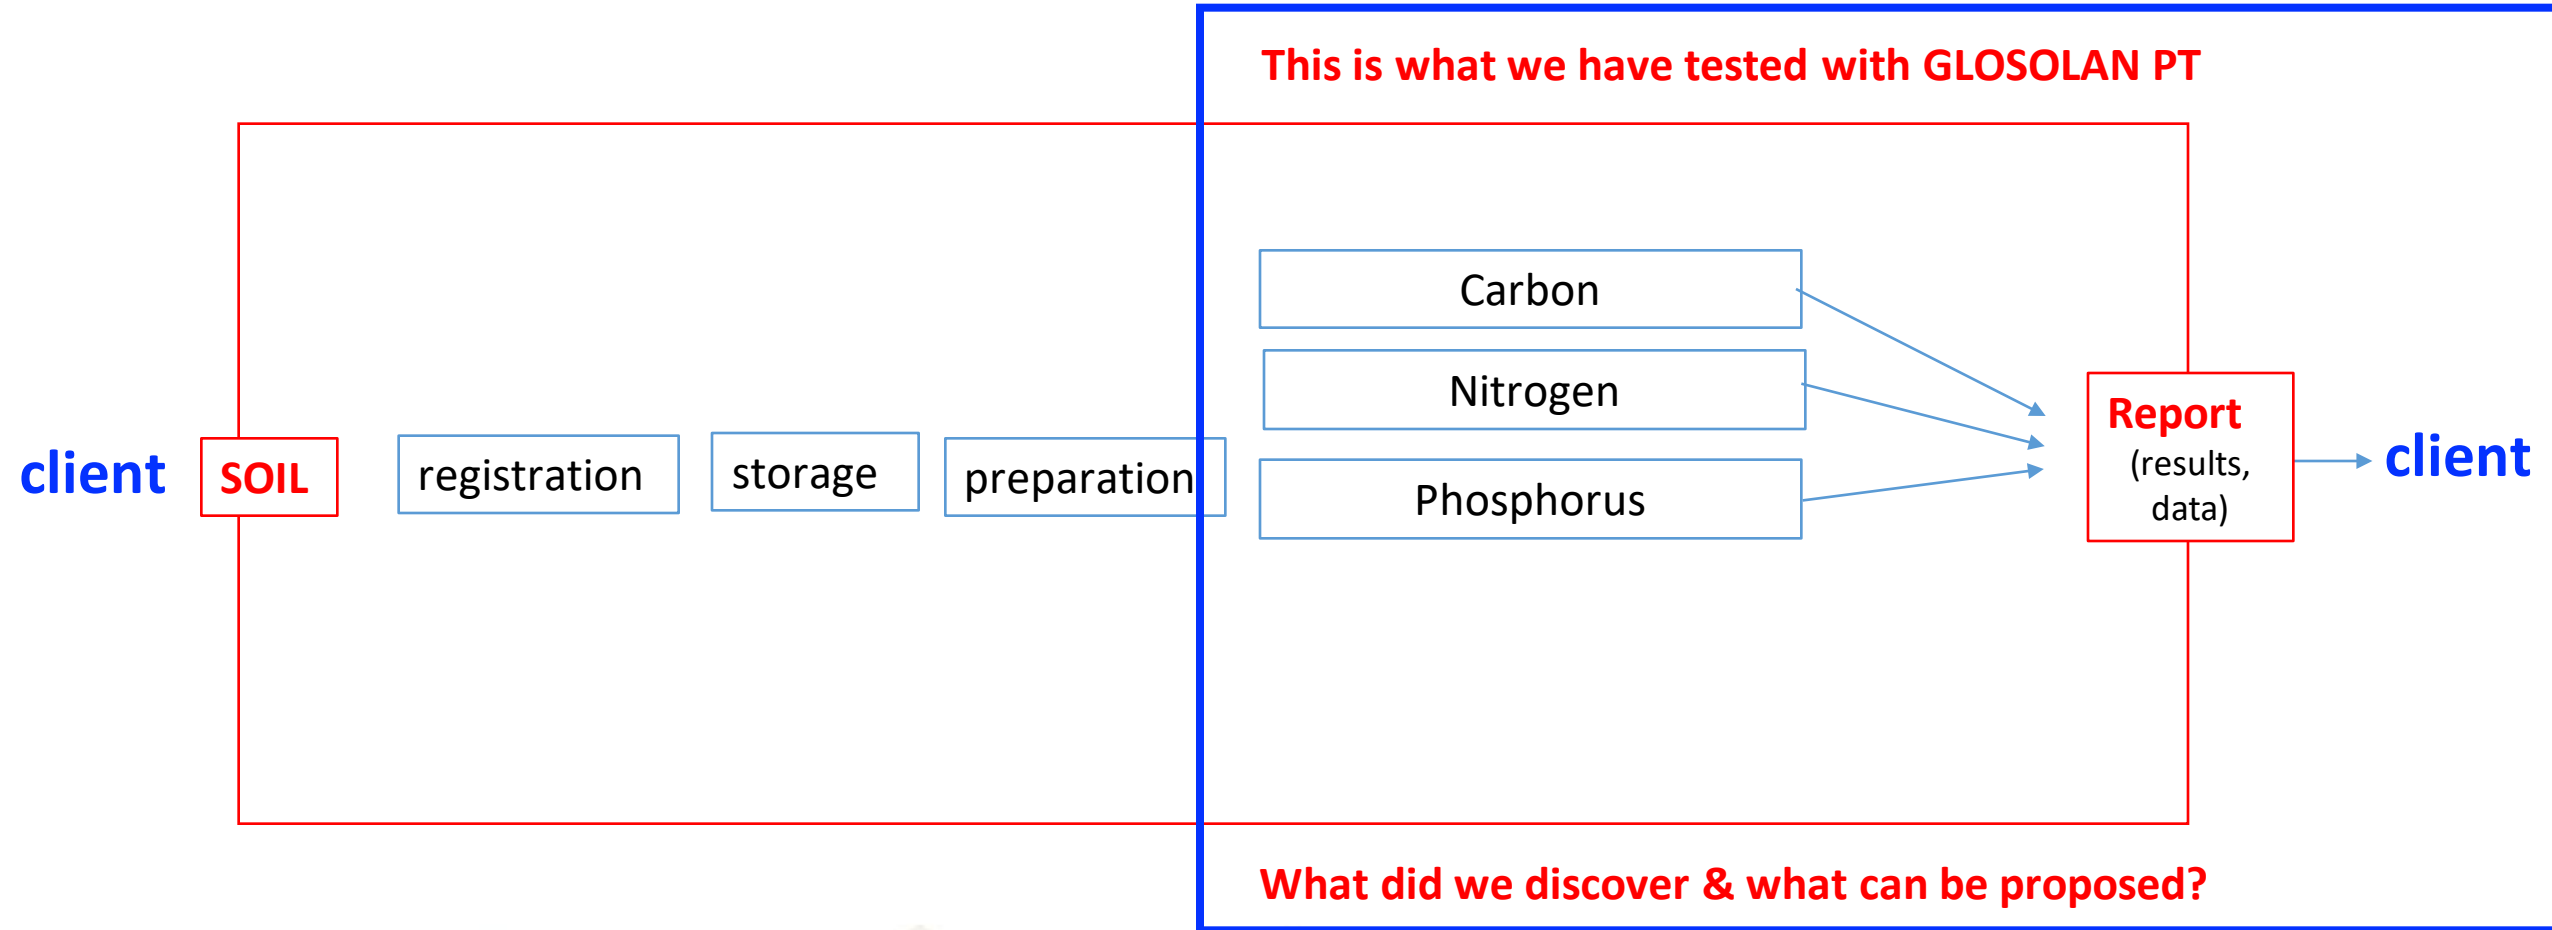 This is what we have tested with GLOSOLAN PT
Carbon
Nitrogen
Phosphorus
client
SOIL
registration
storage
preparation
Report
(results,
data)
client
What did we discover & what can be proposed?